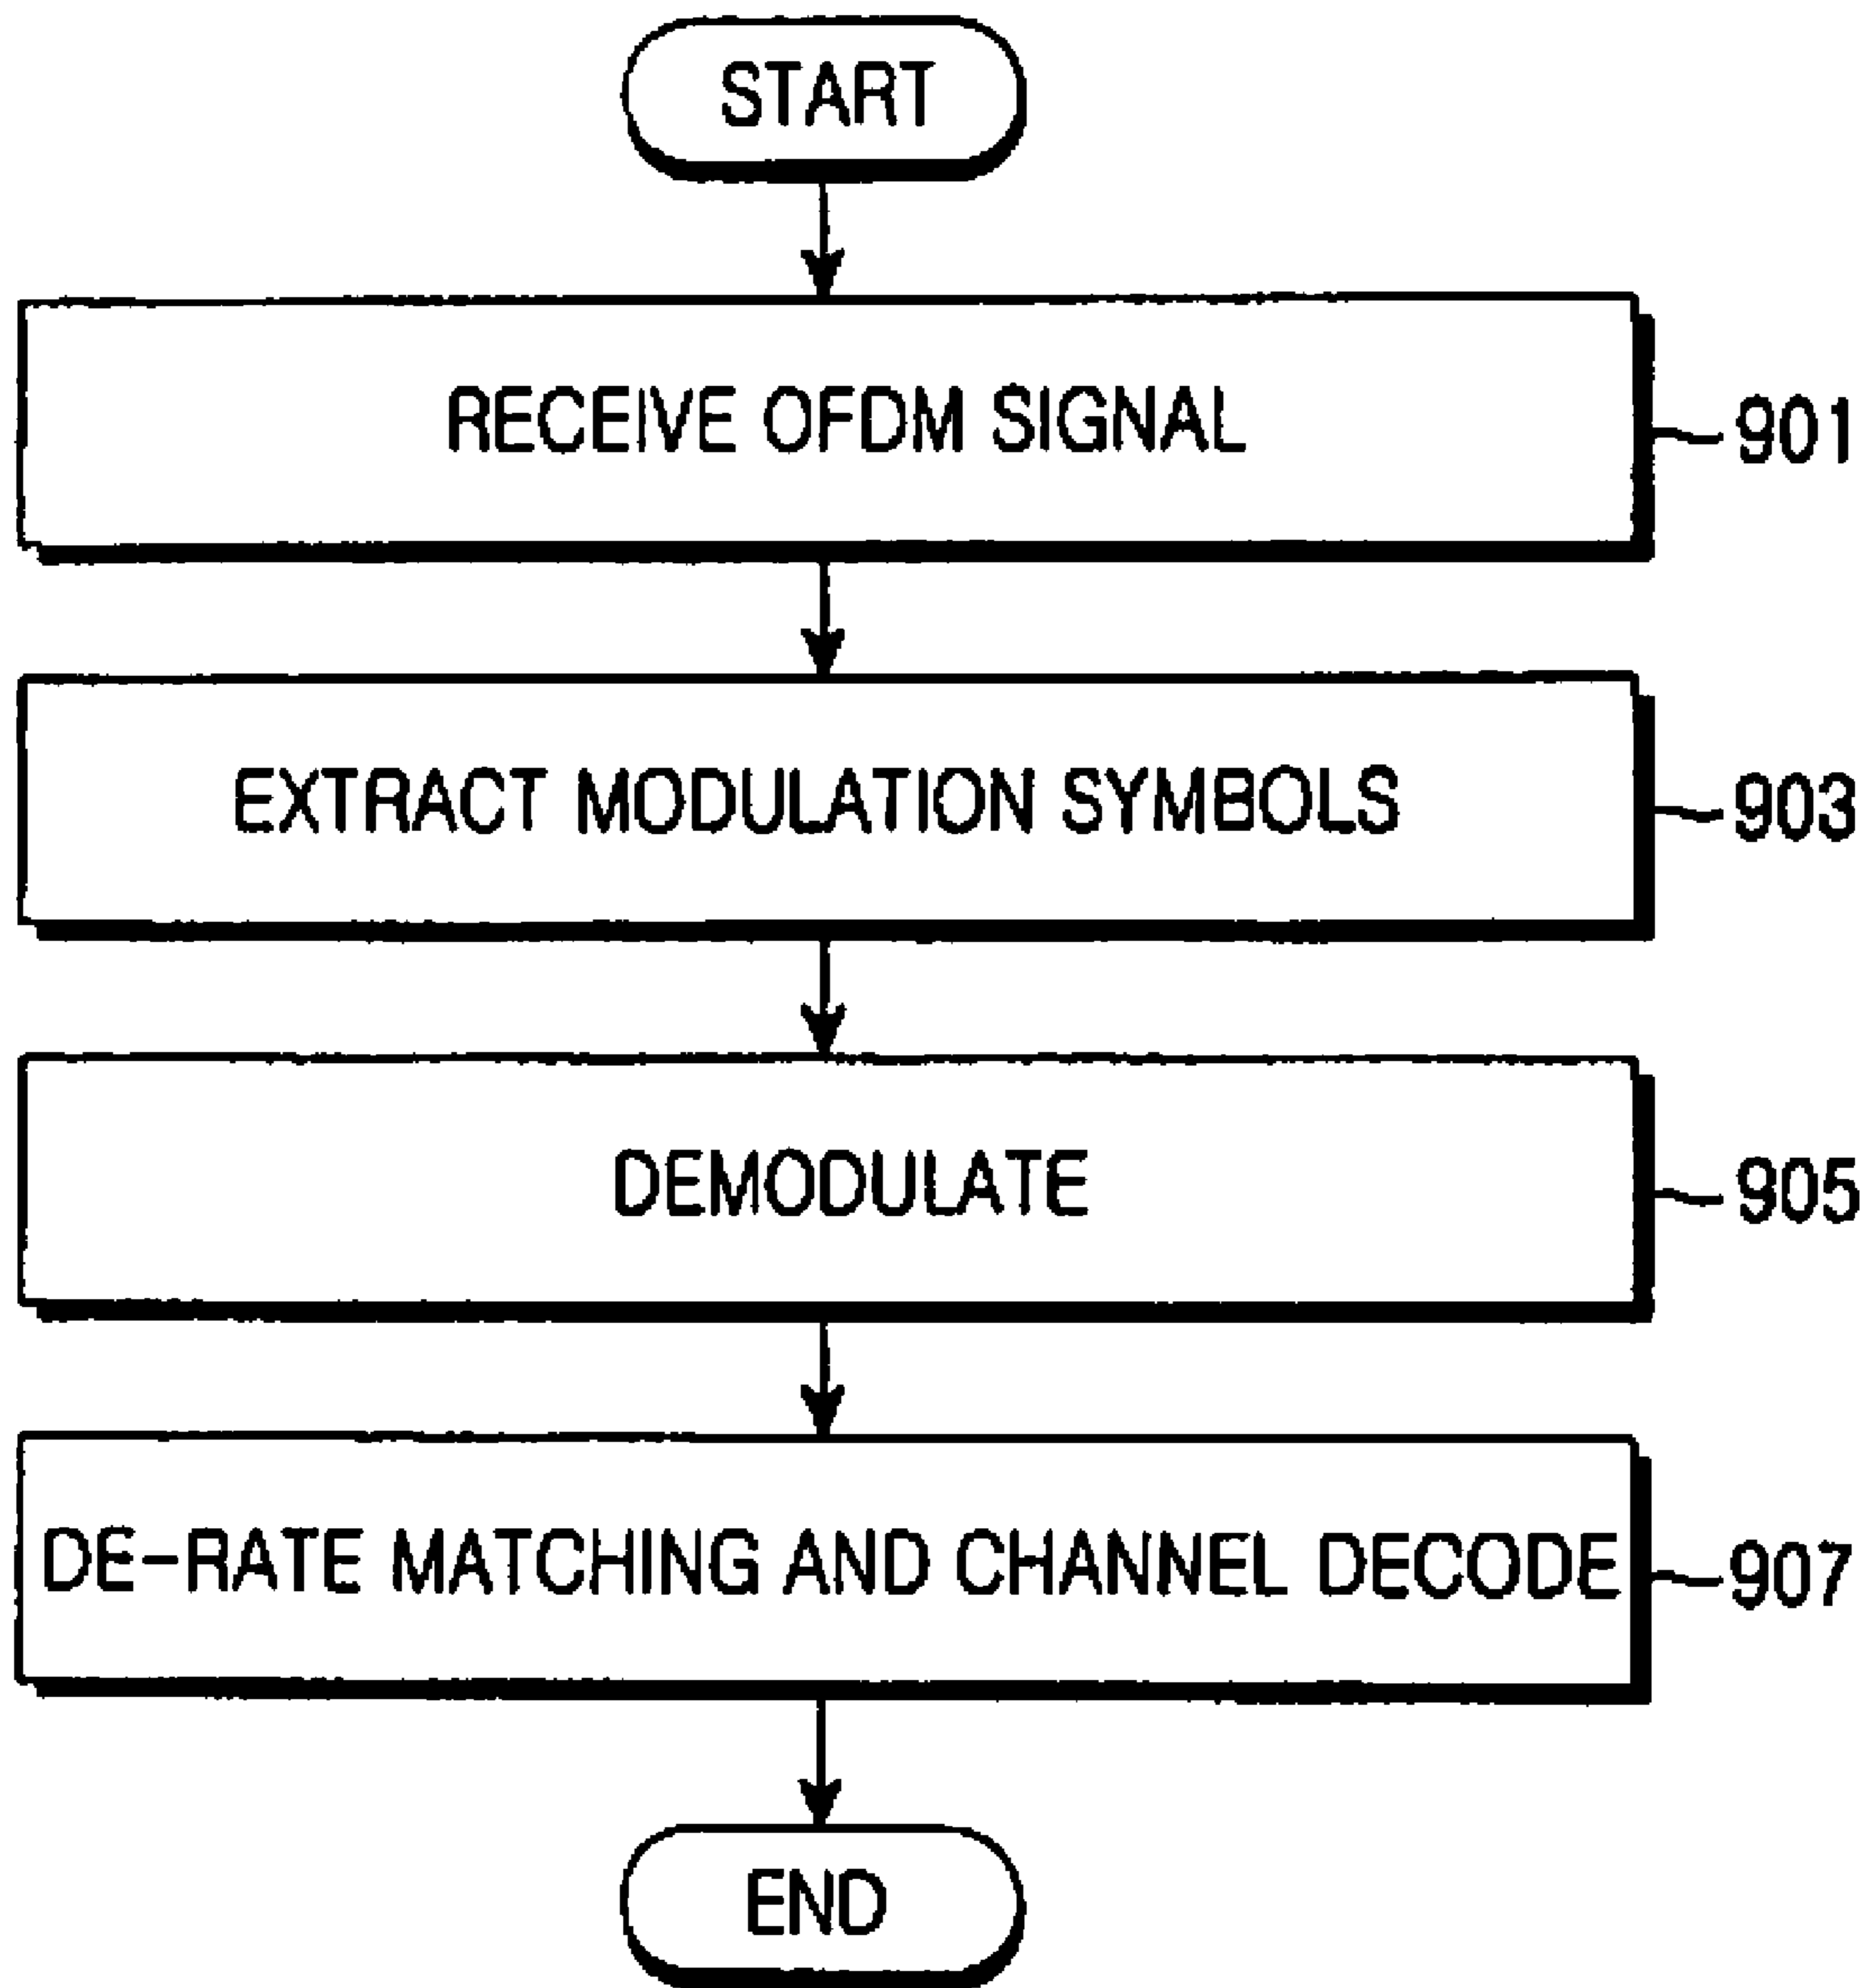 START
RECEIVE OFDM SIGNAL
901
EXTRACT MODULATION SYMBOLS
903
DEMODULATE
905
DE-RATE MATCHING AND CHANNEL DECODE
907
END